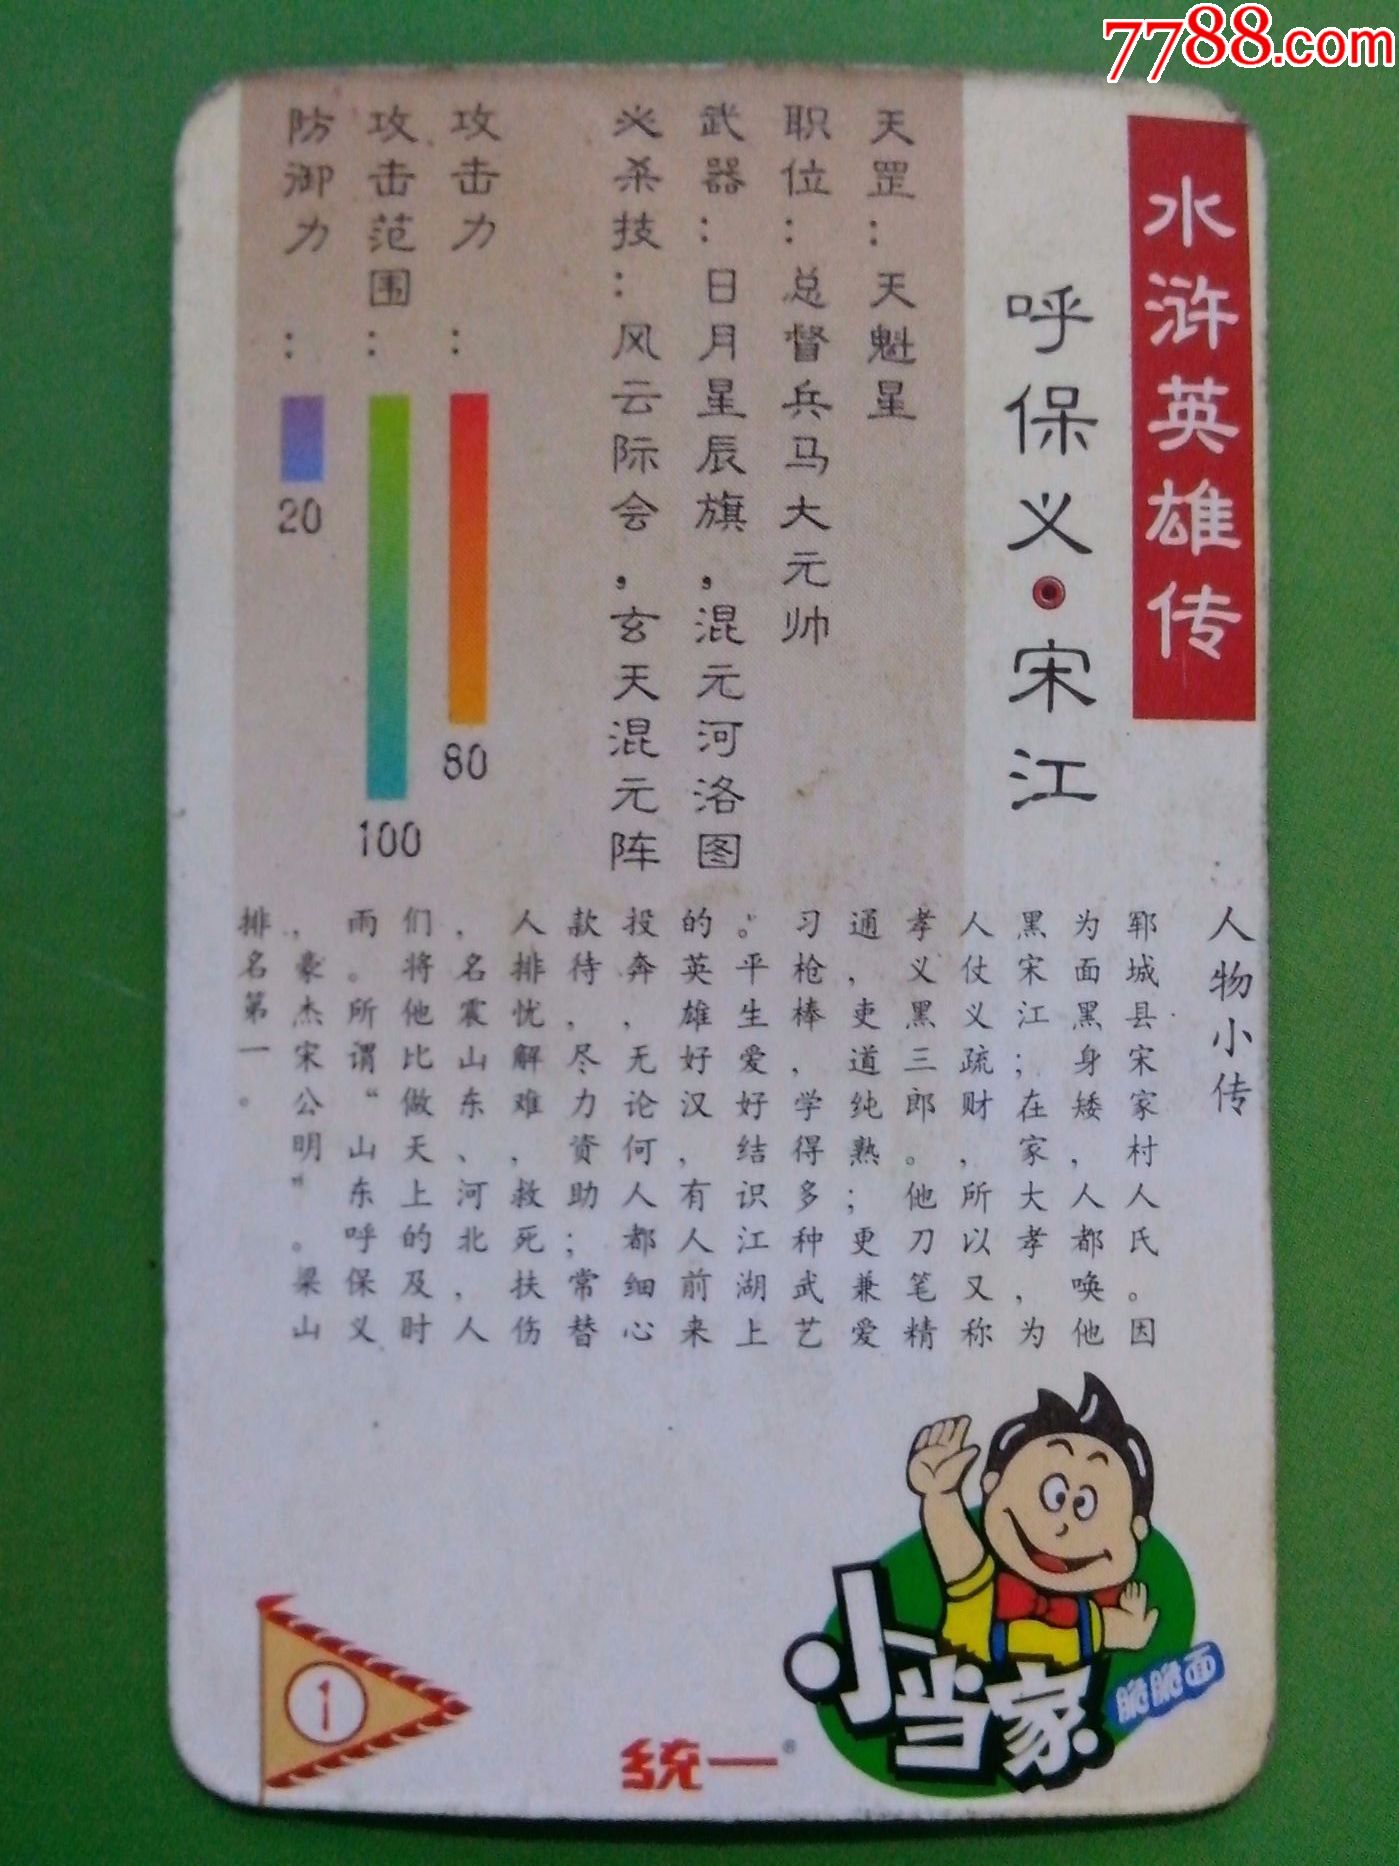 7788.com
水浒英雄传
呼保义·宋江
天罡：天魁星
职位：总督兵马大元帅
武器：日月星辰旗，混元河洛图
必杀技：风云际会，玄天混元阵
攻击力：80
攻击范围：100
防御力：20
人物小传
郓城县宋家村人氏。因
为面黑身矮，人都唤他
黑宋江；在家大孝，为
人仗义疏财，所以又称
孝义黑三郎。他刀笔精
通，吏道纯熟；更兼爱
习枪棒，学得多种武艺
。平生爱好结识江湖上
的英雄好汉，有人前来
投奔，无论何人都细心
款待，尽力资助；常替
人排忧解难，救死扶伤
，名震山东、河北，人
们将他比做天上的及时
雨。所谓“山东呼保义
，豪杰宋公明”。梁山
排名第一。
小当家
脆脆面
統一®
1